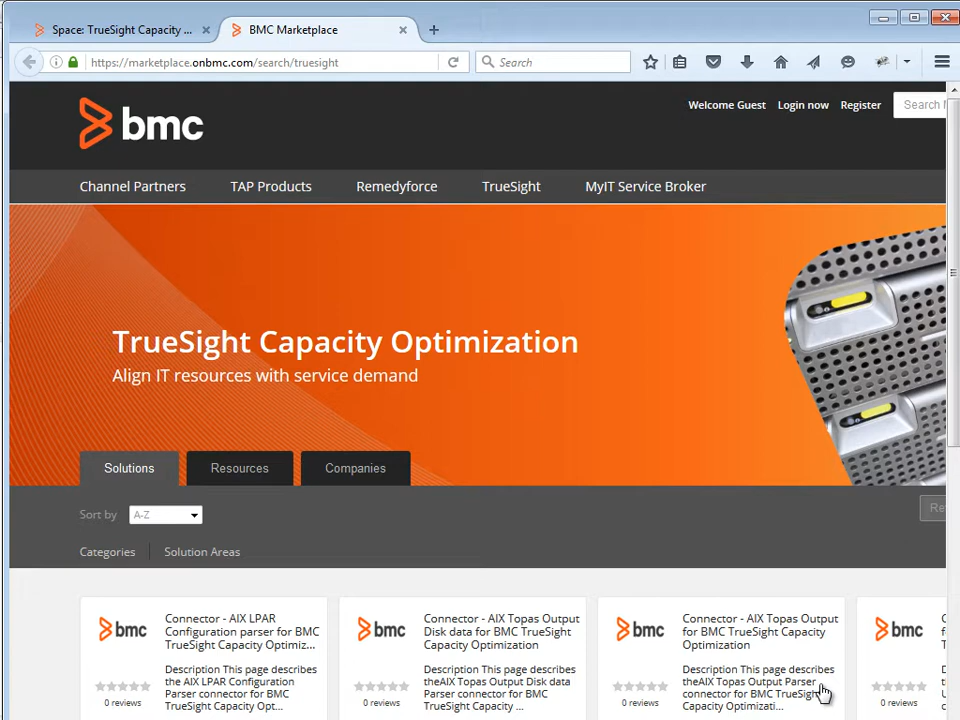 Space: TrueSight Capacity ...
BMC Marketplace
https://marketplace.onbmc.com/search/truesight
Search
Welcome Guest
Login now
Register
Search
bmc
Channel Partners
TAP Products
Remedyforce
TrueSight
MyIT Service Broker
TrueSight Capacity Optimization
Align IT resources with service demand
Solutions
Resources
Companies
Sort by
A-Z
Re
Categories
Solution Areas
bmc
Connector - AIX LPAR
Configuration parser for BMC
TrueSight Capacity Optimiz...
Description This page describes
the AIX LPAR Configuration
Parser connector for BMC
TrueSight Capacity Opt...
0 reviews
bmc
Connector - AIX Topas Output
Disk data for BMC TrueSight
Capacity Optimization
Description This page describes
theAIX Topas Output Disk data
Parser connector for BMC
TrueSight Capacity ...
0 reviews
bmc
Connector - AIX Topas Output
for BMC TrueSight Capacity
Optimization
Description This page describes
theAIX Topas Output Parser
connector for BMC TrueSight
Capacity Optimizati...
0 reviews
bmc
0 reviews